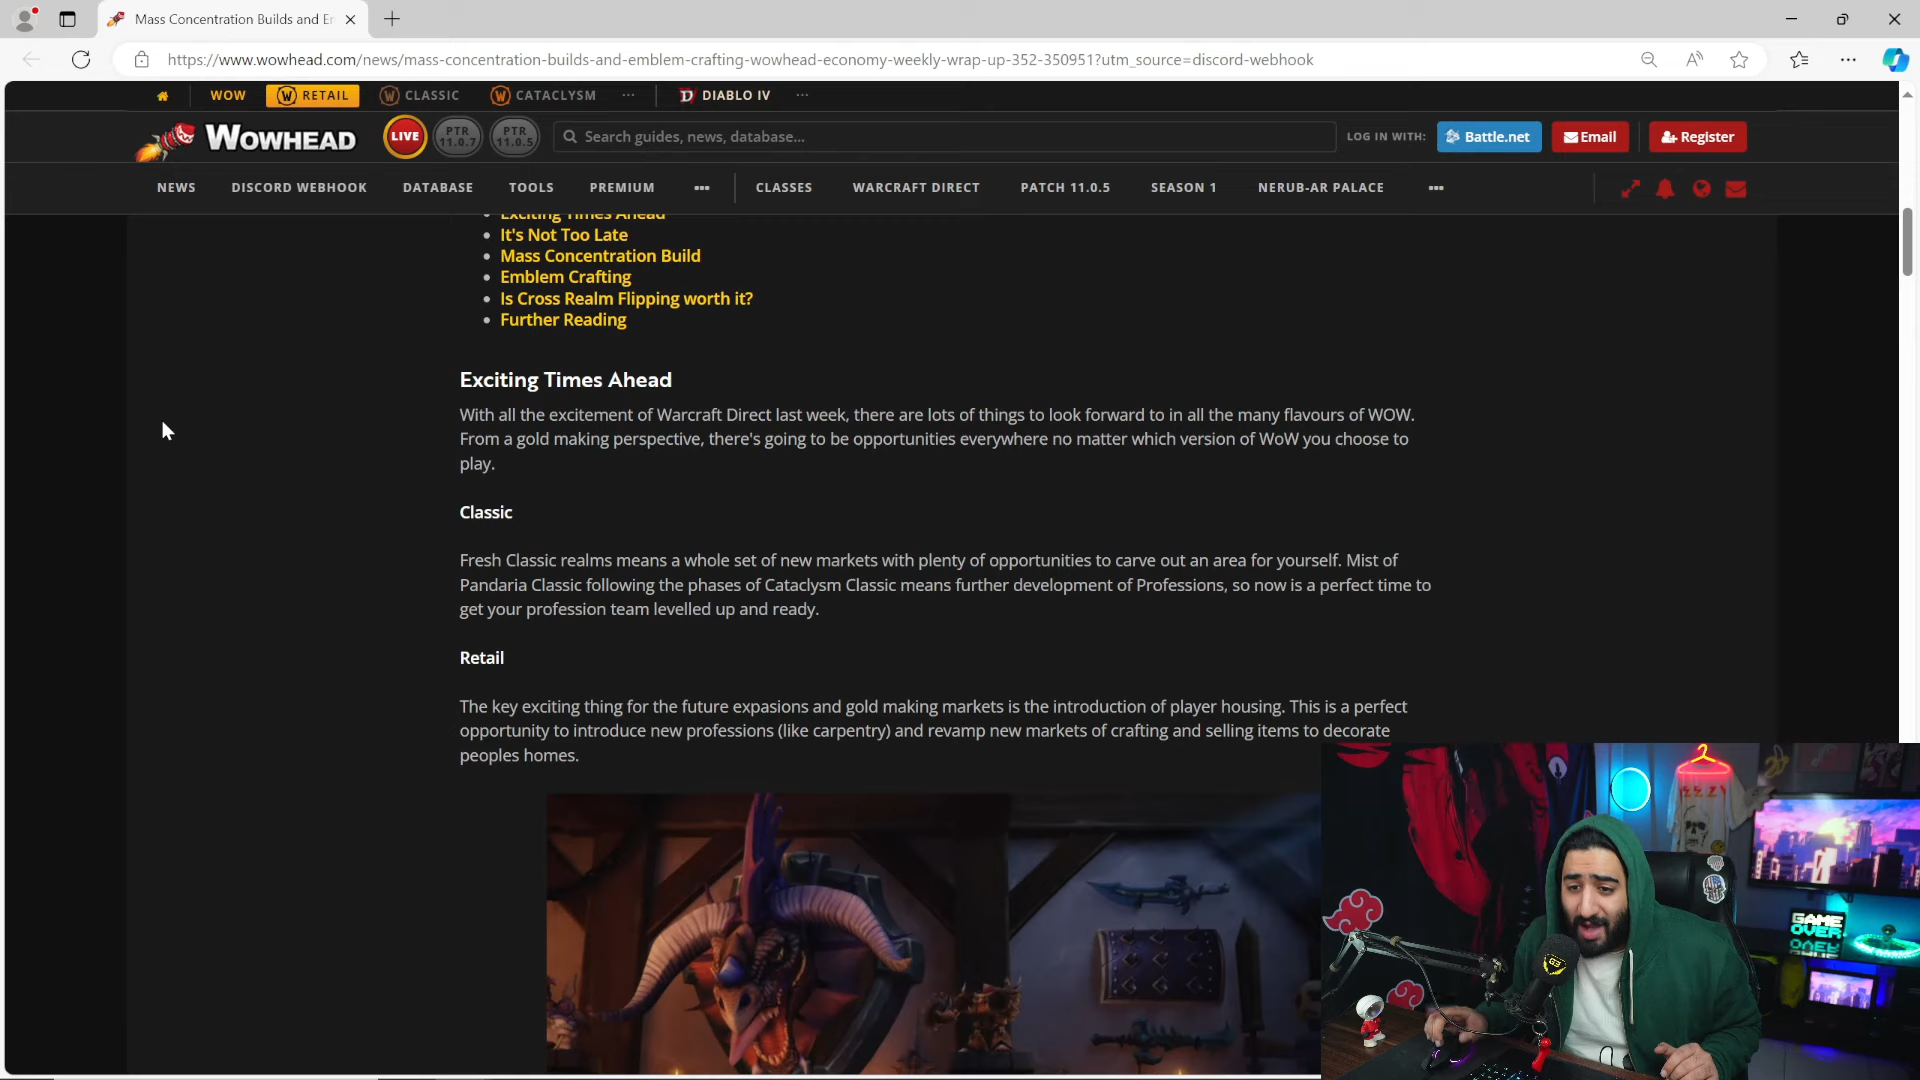 Mass Concentration Builds and Er
https://www.wowhead.com/news/mass-concentration-builds-and-emblem-crafting-wowhead-economy-weekly-wrap-up-352-350951?utm_source=discord-webhook
WOW RETAIL CLASSIC CATACLYSM ... DIABLO IV ...
WOWHEAD LIVE PTR 11.0.7 PTR 11.0.5 Search guides, news, database... LOG IN WITH: Battle.net Email Register
NEWS DISCORD WEBHOOK DATABASE TOOLS PREMIUM ... CLASSES WARCRAFT DIRECT PATCH 11.0.5 SEASON 1 NERUB-AR PALACE ...
Exciting Times Ahead
It's Not Too Late
Mass Concentration Build
Emblem Crafting
Is Cross Realm Flipping worth it?
Further Reading
Exciting Times Ahead
With all the excitement of Warcraft Direct last week, there are lots of things to look forward to in all the many flavours of WOW.
From a gold making perspective, there's going to be opportunities everywhere no matter which version of WoW you choose to
play.
Classic
Fresh Classic realms means a whole set of new markets with plenty of opportunities to carve out an area for yourself. Mist of
Pandaria Classic following the phases of Cataclysm Classic means further development of Professions, so now is a perfect time to
get your profession team levelled up and ready.
Retail
The key exciting thing for the future expasions and gold making markets is the introduction of player housing. This is a perfect
opportunity to introduce new professions (like carpentry) and revamp new markets of crafting and selling items to decorate
peoples homes.
GAME
OVER